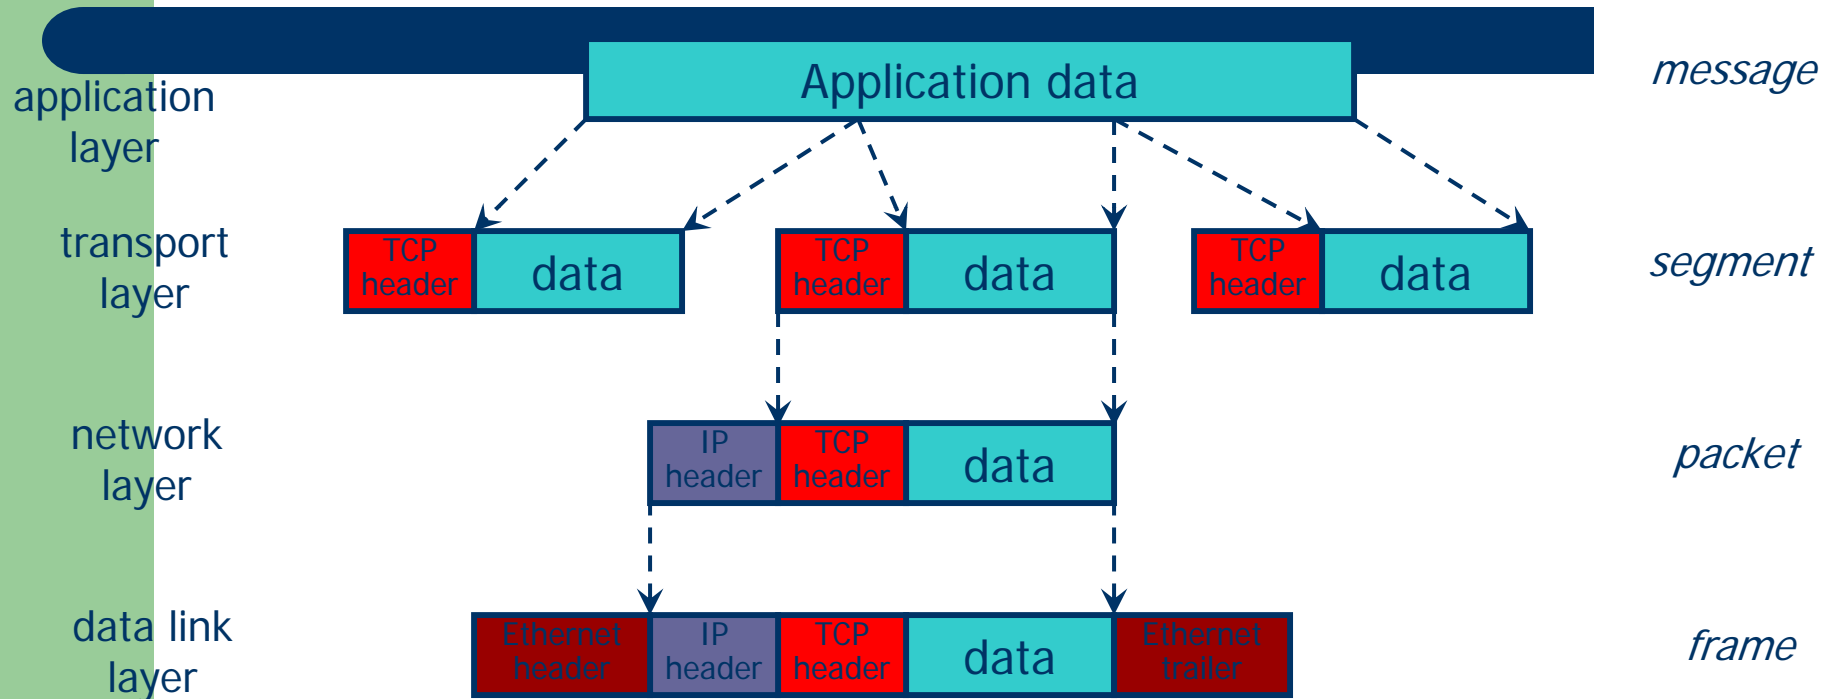 Application data
message
application
layer
transport
layer
TCP
header
data
TCP
header
data
TCP
header
data
segment
network
layer
IP
header
TCP
header
data
packet
data link
layer
Ethernet
header
IP
header
TCP
header
data
Ethernet
trailer
frame